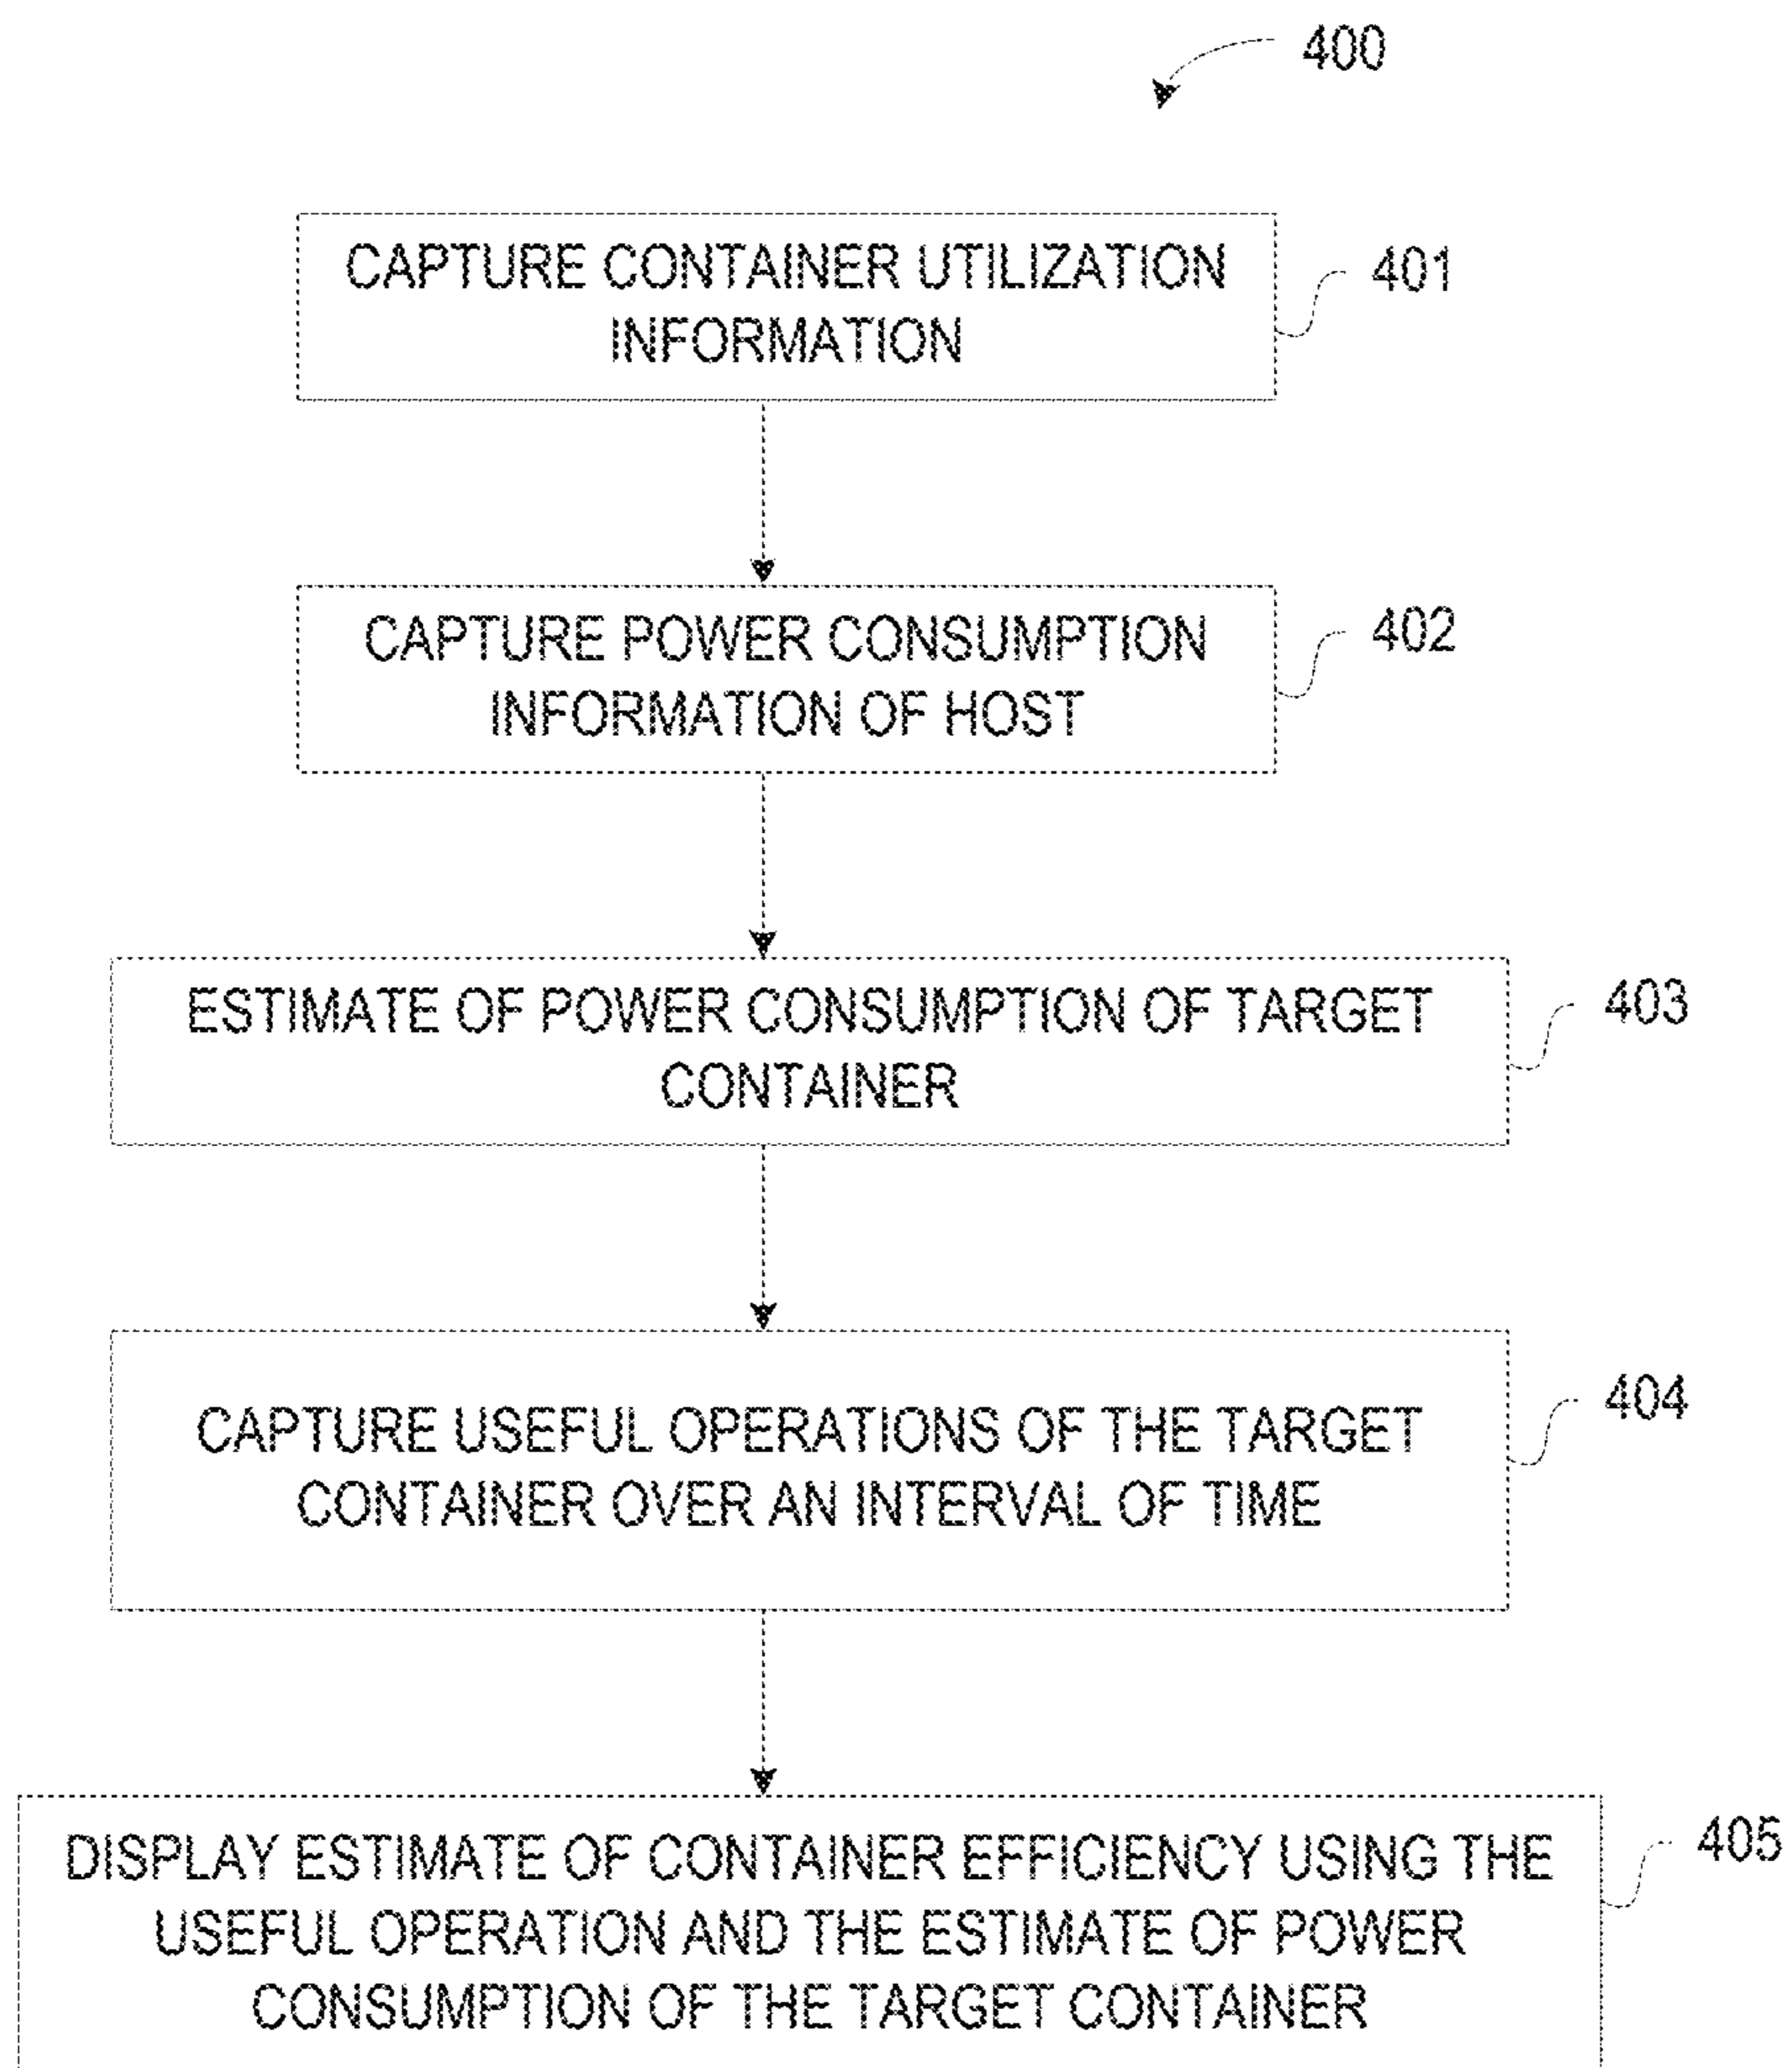 400
CAPTURE CONTAINER UTILIZATION
INFORMATION
401
CAPTURE POWER CONSUMPTION
INFORMATION OF HOST
402
ESTIMATE OF POWER CONSUMPTION OF TARGET
CONTAINER
403
CAPTURE USEFUL OPERATIONS OF THE TARGET
CONTAINER OVER AN INTERVAL OF TIME
404
DISPLAY ESTIMATE OF CONTAINER EFFICIENCY USING THE
USEFUL OPERATION AND THE ESTIMATE OF POWER
CONSUMPTION OF THE TARGET CONTAINER
405